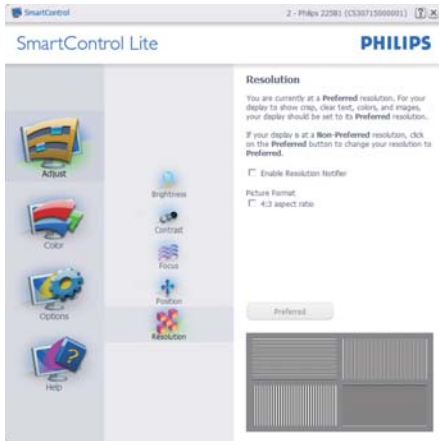 SmartControl
2 - Philips 225B1 (CS30715000001)
SmartControl Lite
PHILIPS
Adjust
Color
Options
Help
Brightness
Contrast
Focus
Position
Resolution
Resolution
You are currently at a Preferred resolution. For your
display to show crisp, clear text, colors, and images,
your display should be set to its Preferred resolution.
If your display is at a Non-Preferred resolution, click
on the Preferred button to change your resolution to
Preferred.
Enable Resolution Notifier
Picture Format
4:3 aspect ratio
Preferred